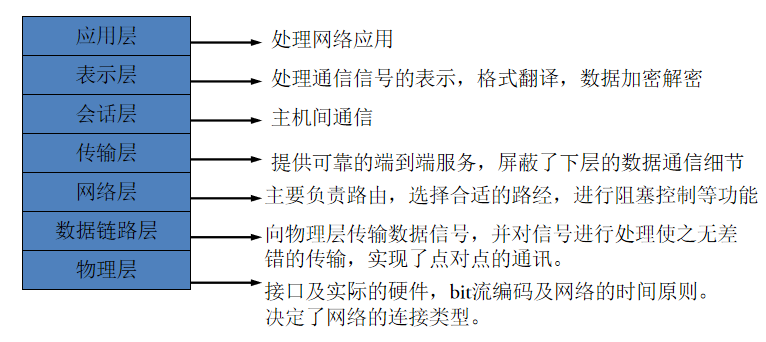 应用层
处理网络应用
表示层
处理通信信号的表示，格式翻译，数据加密解密
会话层
主机间通信
传输层
提供可靠的端到端服务，屏蔽了下层的数据通信细节
网络层
主要负责路由，选择合适的路经，进行阻塞控制等功能
数据链路层
向物理层传输数据信号，并对信号进行处理使之无差
错的传输，实现了点对点的通讯。
物理层
接口及实际的硬件，bit流编码及网络的时间原则。
决定了网络的连接类型。